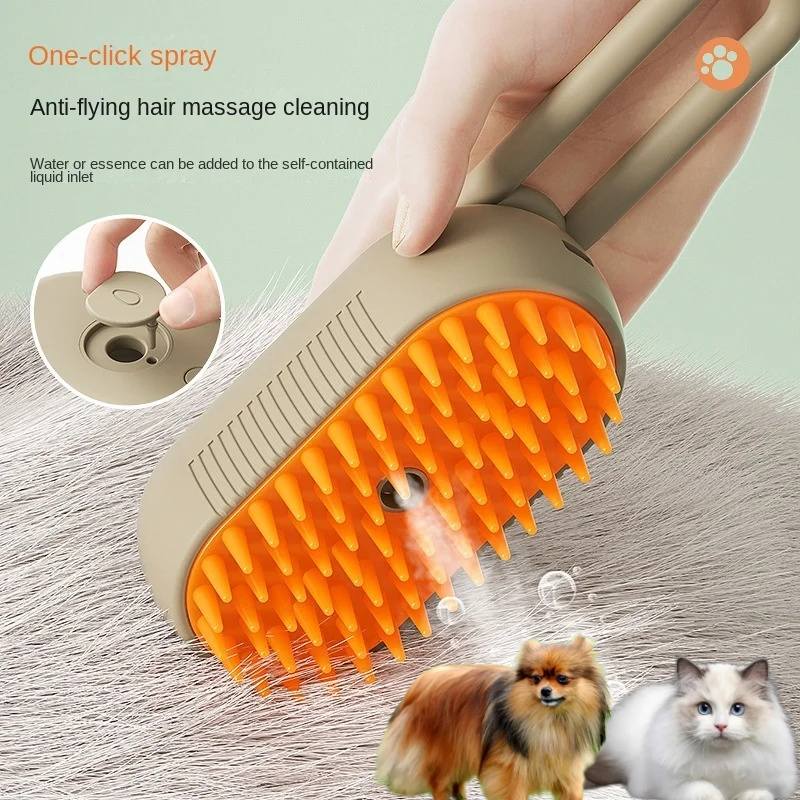 One-click spray
Anti-flying hair massage cleaning
Water or essence can be added to the self-contained
liquid inlet